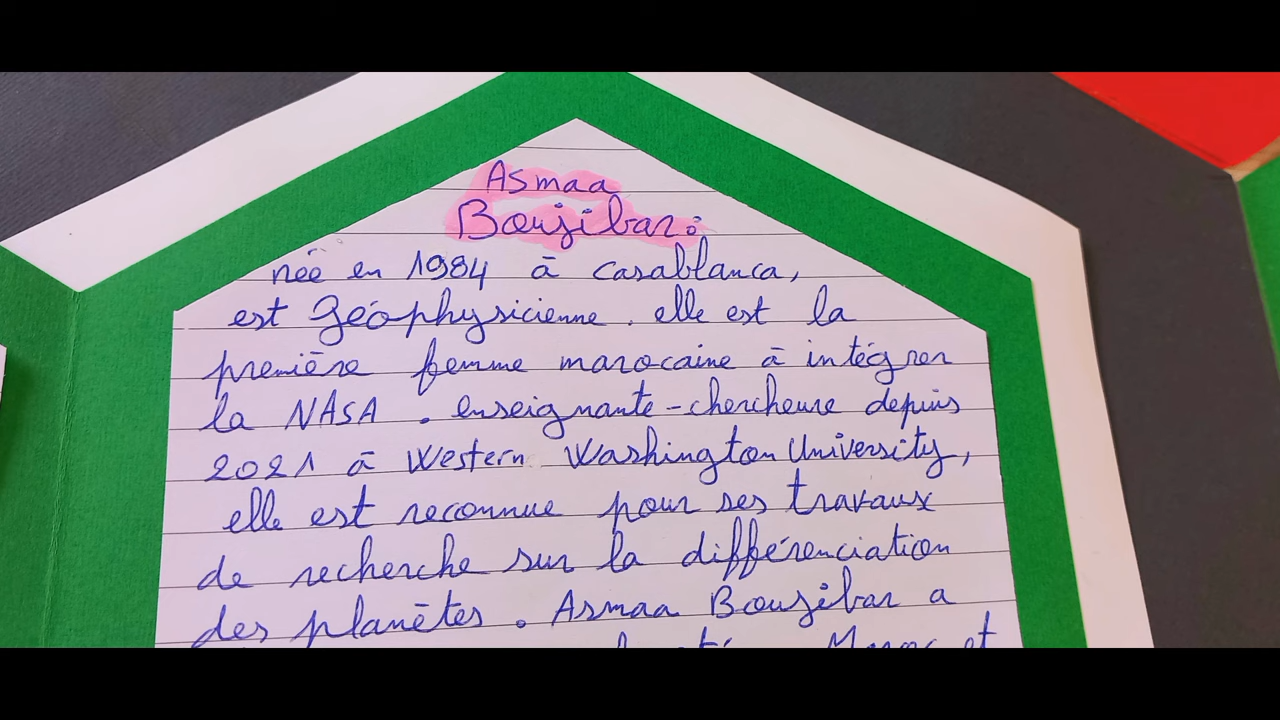 Asmaa
Boujibar:
née en 1984 à casablanca,
est géophysicienne. elle est la
première femme marocaine à intégrer
la NASA. enseignante-chercheure depuis
2021 à Western Washington University,
elle est reconnue pour ses travaux
de recherche sur la différenciation
des planètes. Asmaa Boujibar a
Maroc et